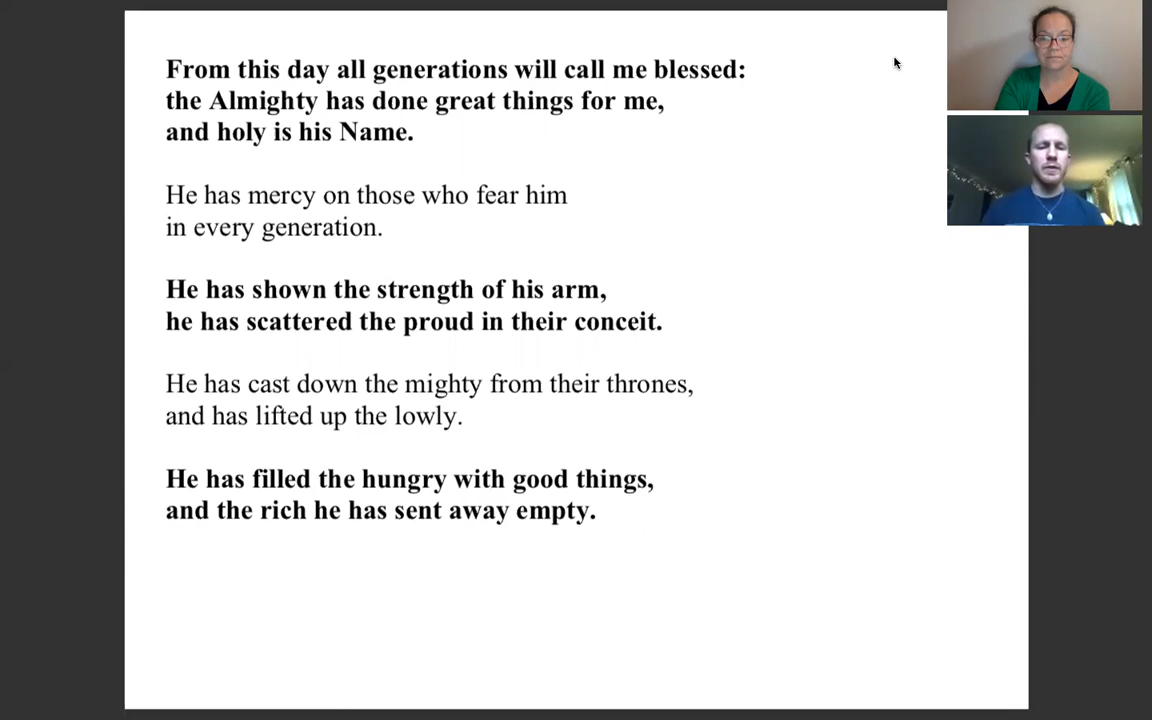 From this day all generations will call me blessed:
the Almighty has done great things for me,
and holy is his Name.
He has mercy on those who fear him
in every generation.
He has shown the strength of his arm,
he has scattered the proud in their conceit.
He has cast down the mighty from their thrones,
and has lifted up the lowly.
He has filled the hungry with good things,
and the rich he has sent away empty.